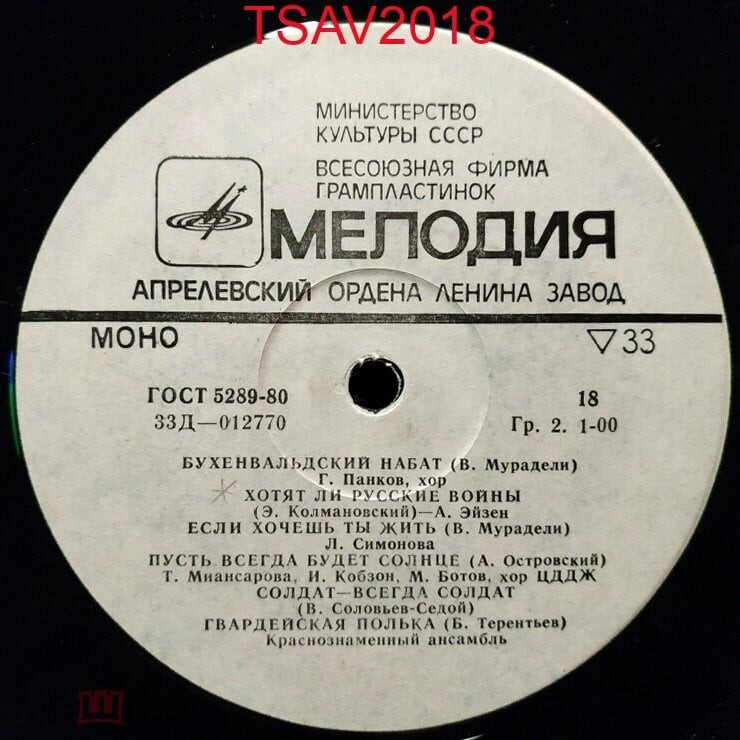 TSAV2018
МИНИСТЕРСТВО
КУЛЬТУРЫ СССР
ВСЕСОЮЗНАЯ ФИРМА
ГРАМПЛАСТИНОК
МЕЛОДИЯ
АПРЕЛЕВСКИЙ ОРДЕНА ЛЕНИНА ЗАВОД
МОНО ▽33
ГОСТ 5289-80 18
33Д—012770 Гр. 2. 1-00
БУХЕНВАЛЬДСКИЙ НАБАТ (В. Мурадели)
Г. Панков, хор
ХОТЯТ ЛИ РУССКИЕ ВОЙНЫ
(Э. Колмановский)—А. Эйзен
ЕСЛИ ХОЧЕШЬ ТЫ ЖИТЬ (В. Мурадели)
Л. Симонова
ПУСТЬ ВСЕГДА БУДЕТ СОЛНЦЕ (А. Островский)
Т. Миансарова, И. Кобзон, М. Ботов, хор ЦДДЖ
СОЛДАТ—ВСЕГДА СОЛДАТ
(В. Соловьев-Седой)
ГВАРДЕЙСКАЯ ПОЛЬКА (Б. Терентьев)
Краснознаменный ансамбль